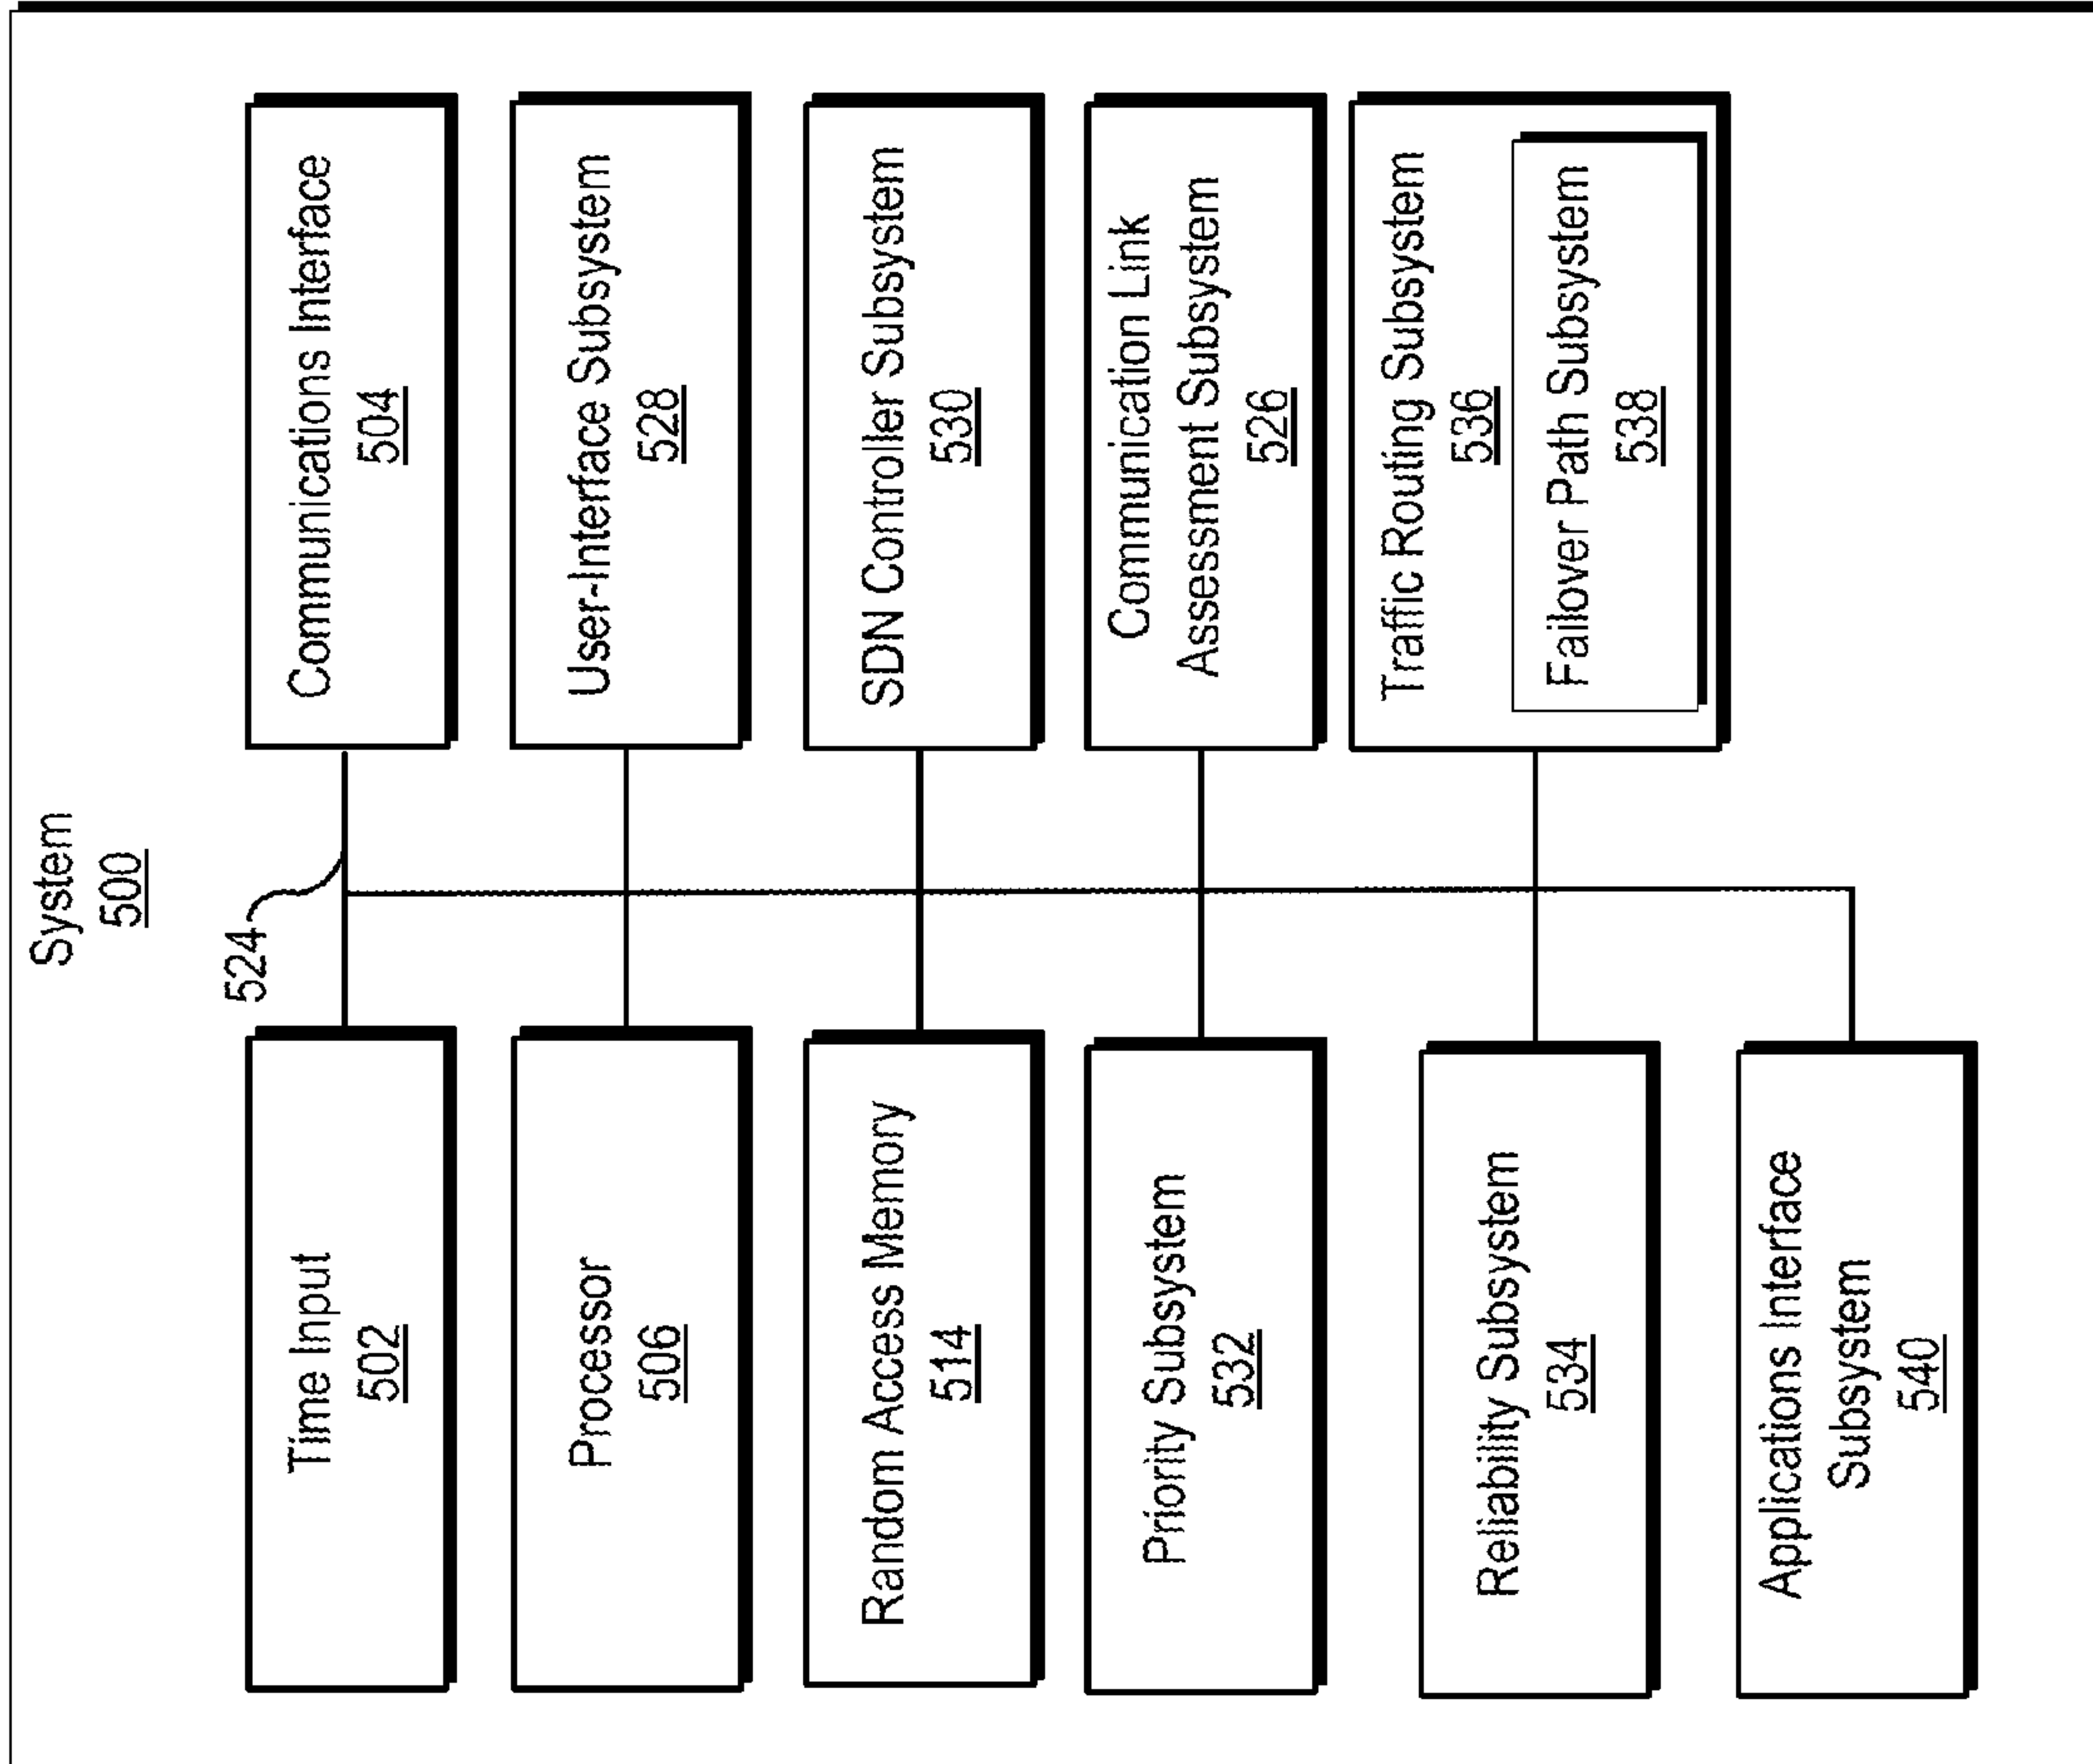 System
500
524
Time Input
502
Communications Interface
504
Processor
506
User-Interface Subsystem
528
Random Access Memory
514
SDN Controller Subsystem
530
Priority Subsystem
532
Communication Link
Assessment Subsystem
526
Reliability Subsystem
534
Traffic Routing Subsystem
536
Failover Path Subsystem
538
Applications Interface
Subsystem
540